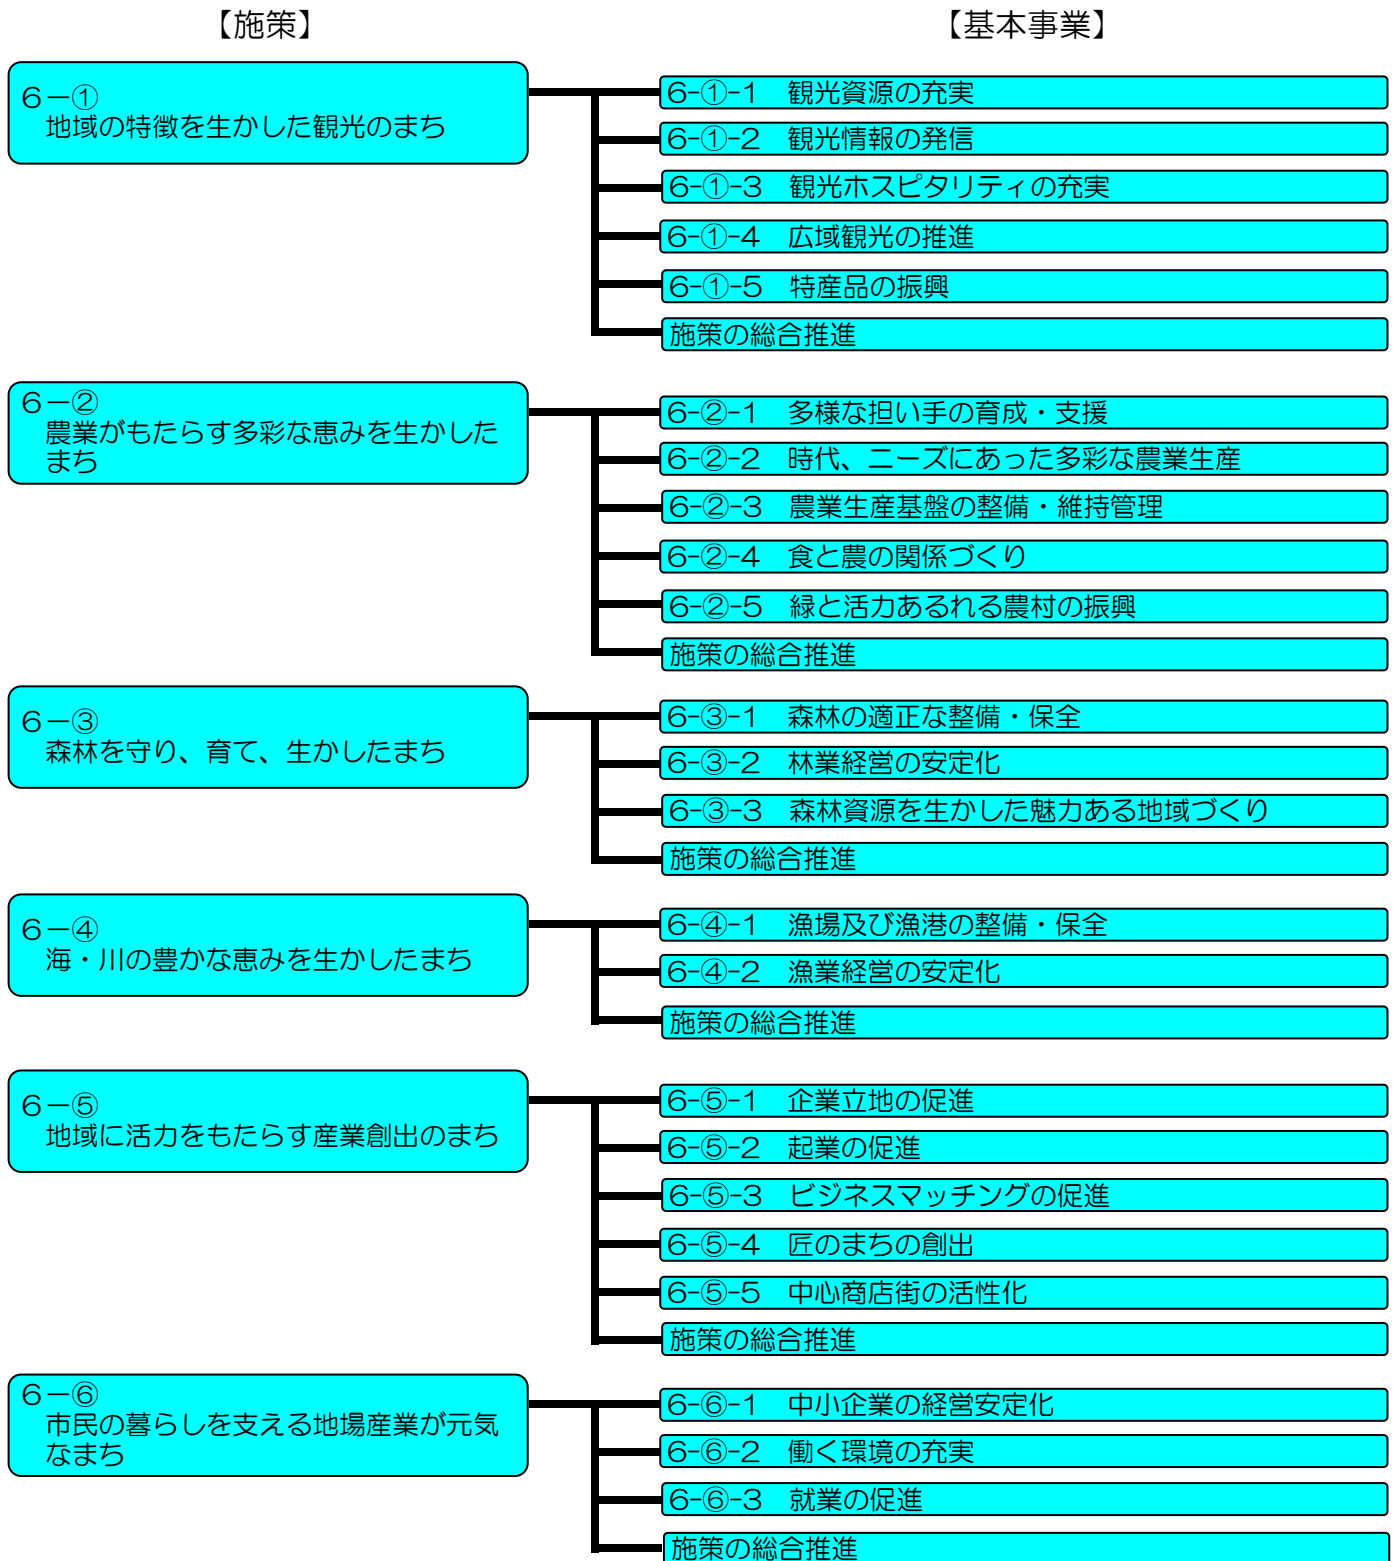 【施策】
【基本事業】
6－①
地域の特徴を生かした観光のまち
6-①-1 観光資源の充実
6-①-2 観光情報の発信
6-①-3 観光ホスピタリティの充実
6-①-4 広域観光の推進
6-①-5 特産品の振興
施策の総合推進
6－②
農業がもたらす多彩な恵みを生かした
まち
6-②-1 多様な担い手の育成・支援
6-②-2 時代、ニーズにあった多彩な農業生産
6-②-3 農業生産基盤の整備・維持管理
6-②-4 食と農の関係づくり
6-②-5 緑と活力あるれる農村の振興
施策の総合推進
6－③
森林を守り、育て、生かしたまち
6-③-1 森林の適正な整備・保全
6-③-2 林業経営の安定化
6-③-3 森林資源を生かした魅力ある地域づくり
施策の総合推進
6－④
海・川の豊かな恵みを生かしたまち
6-④-1 漁場及び漁港の整備・保全
6-④-2 漁業経営の安定化
施策の総合推進
6－⑤
地域に活力をもたらす産業創出のまち
6-⑤-1 企業立地の促進
6-⑤-2 起業の促進
6-⑤-3 ビジネスマッチングの促進
6-⑤-4 匠のまちの創出
6-⑤-5 中心商店街の活性化
施策の総合推進
6－⑥
市民の暮らしを支える地場産業が元気
なまち
6-⑥-1 中小企業の経営安定化
6-⑥-2 働く環境の充実
6-⑥-3 就業の促進
施策の総合推進